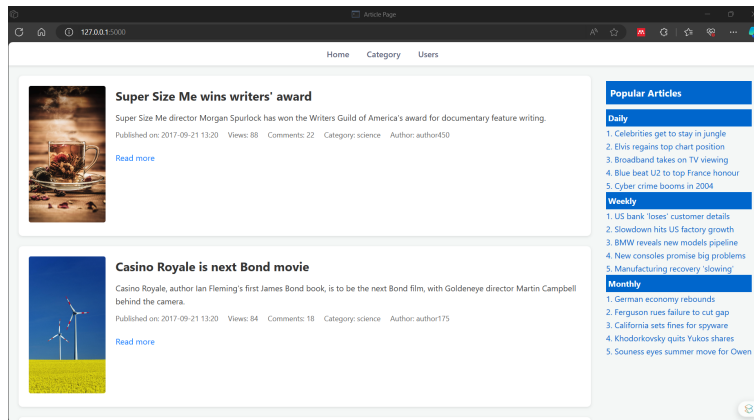 Article Page
127.0.0.1:5000
Home Category Users
Super Size Me wins writers' award
Super Size Me director Morgan Spurlock has won the Writers Guild of America's award for documentary feature writing.
Published on: 2017-09-21 13:20 Views: 88 Comments: 22 Category: science Author: author450
Read more
Casino Royale is next Bond movie
Casino Royale, author Ian Fleming's first James Bond book, is to be the next Bond film, with Goldeneye director Martin Campbell
behind the camera.
Published on: 2017-09-21 13:20 Views: 84 Comments: 18 Category: science Author: author175
Read more
Popular Articles
Daily
1. Celebrities get to stay in jungle
2. Elvis regains top chart position
3. Broadband takes on TV viewing
4. Blue beat U2 to top France honour
5. Cyber crime booms in 2004
Weekly
1. US bank 'loses' customer details
2. Slowdown hits US factory growth
3. BMW reveals new models pipeline
4. New consoles promise big problems
5. Manufacturing recovery 'slowing'
Monthly
1. German economy rebounds
2. Ferguson rues failure to cut gap
3. California sets fines for spyware
4. Khodorkovsky quits Yukos shares
5. Souness eyes summer move for Owen